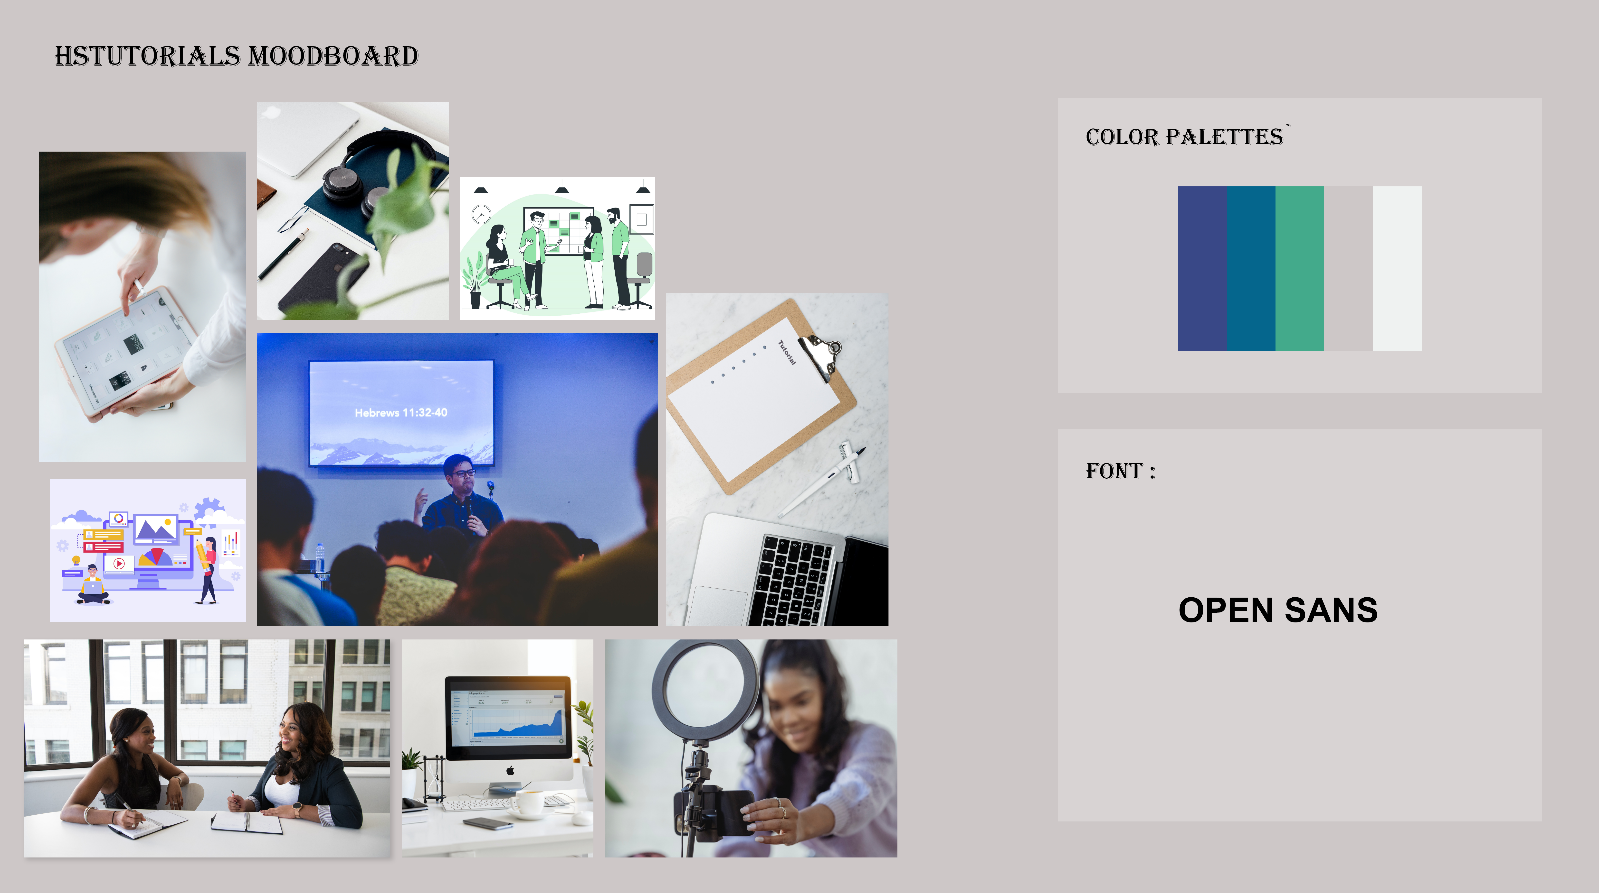 HSTUTORIALS MOODBOARD
Hebrews 11:32-40
Tutorial
COLOR PALETTES`
FONT :
OPEN SANS